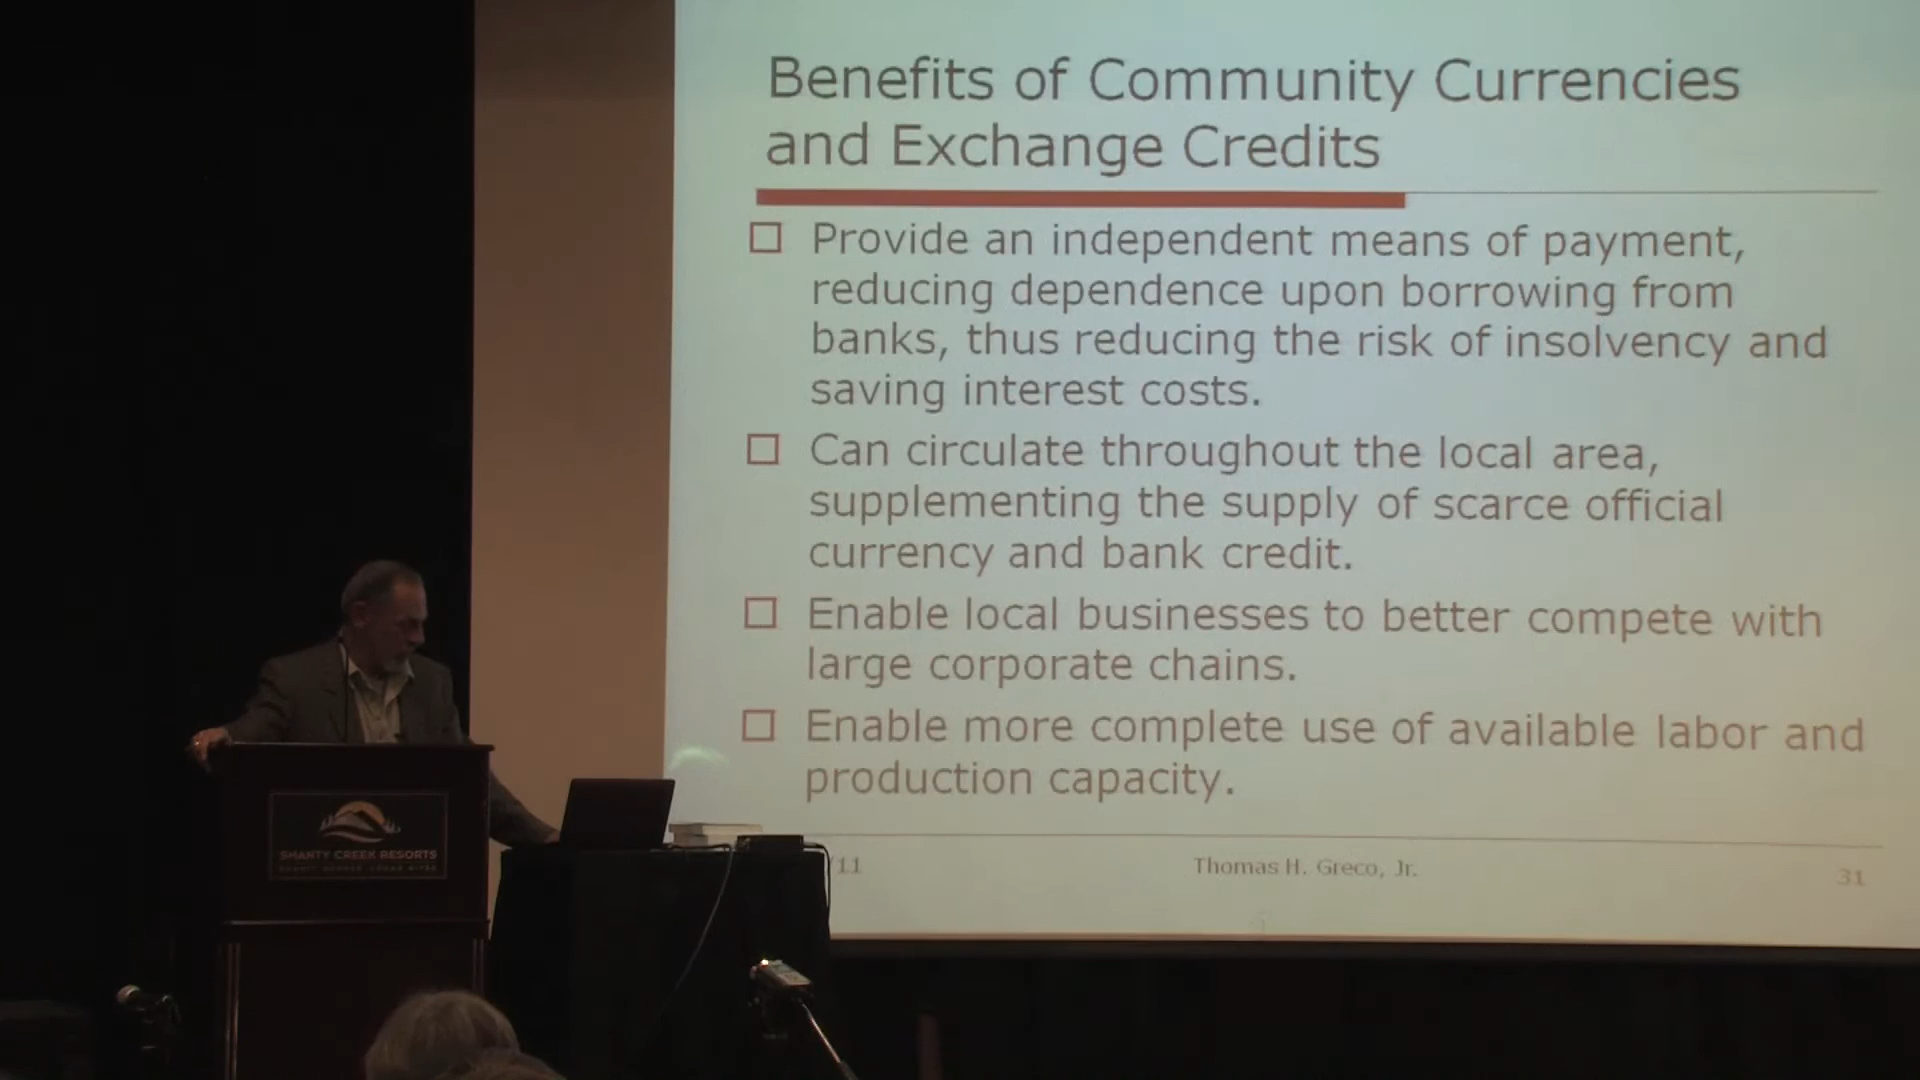 Benefits of Community Currencies
and Exchange Credits
Provide an independent means of payment,
reducing dependence upon borrowing from
banks, thus reducing the risk of insolvency and
saving interest costs.
Can circulate throughout the local area,
supplementing the supply of scarce official
currency and bank credit.
Enable local businesses to better compete with
large corporate chains.
Enable more complete use of available labor and
production capacity.
/11
Thomas H. Greco, Jr.
31
SHANTY CREEK RESORTS